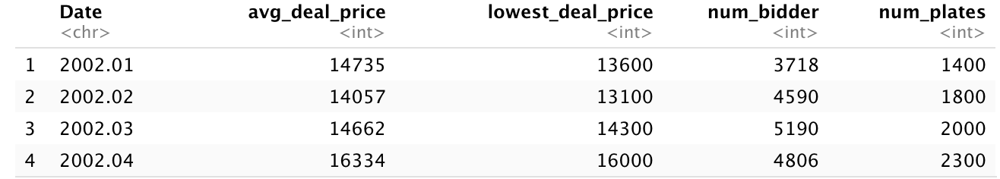 Date avg_deal_price lowest_deal_price num_bidder num_plates
<chr> <int> <int> <int> <int>
1 2002.01 14735 13600 3718 1400
2 2002.02 14057 13100 4590 1800
3 2002.03 14662 14300 5190 2000
4 2002.04 16334 16000 4806 2300